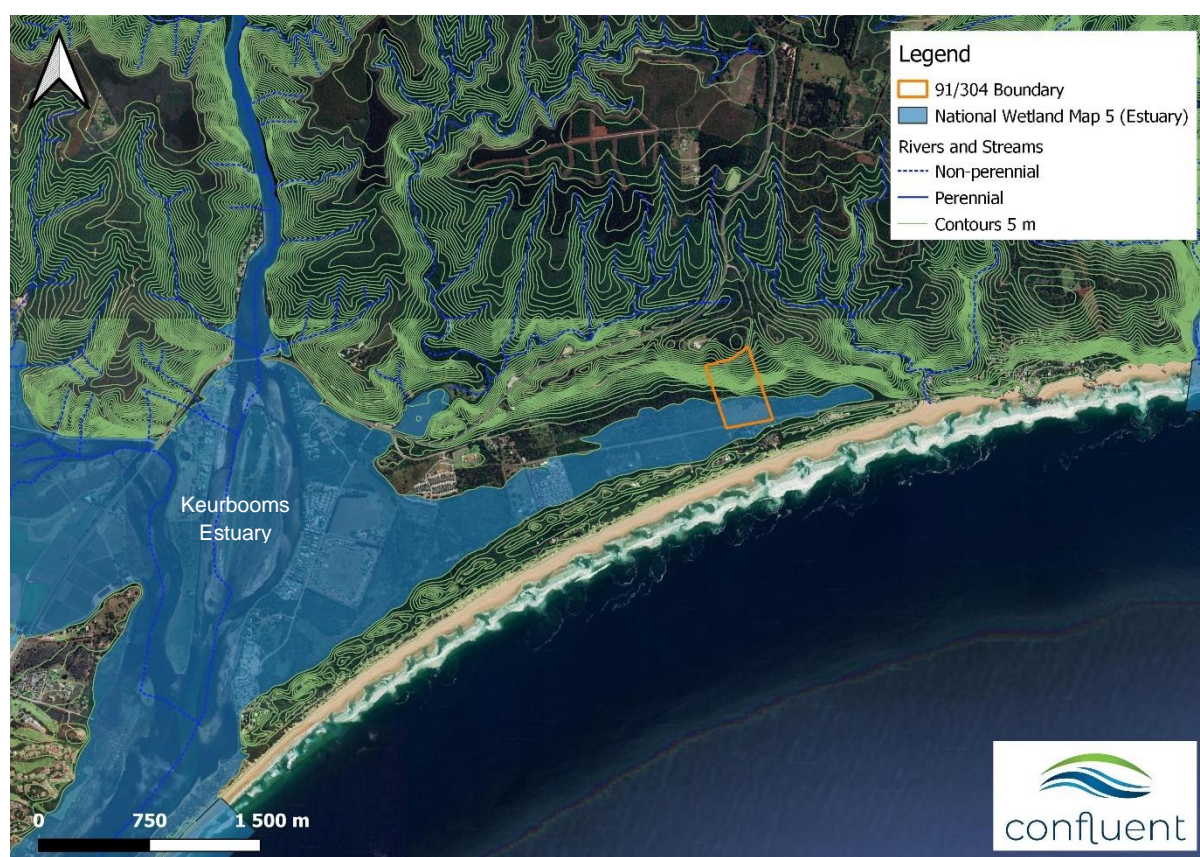 Legend
91/304 Boundary
National Wetland Map 5 (Estuary)
Rivers and Streams
Non-perennial
Perennial
Contours 5 m
Keurbooms
Estuary
0 750 1 500 m
confluent